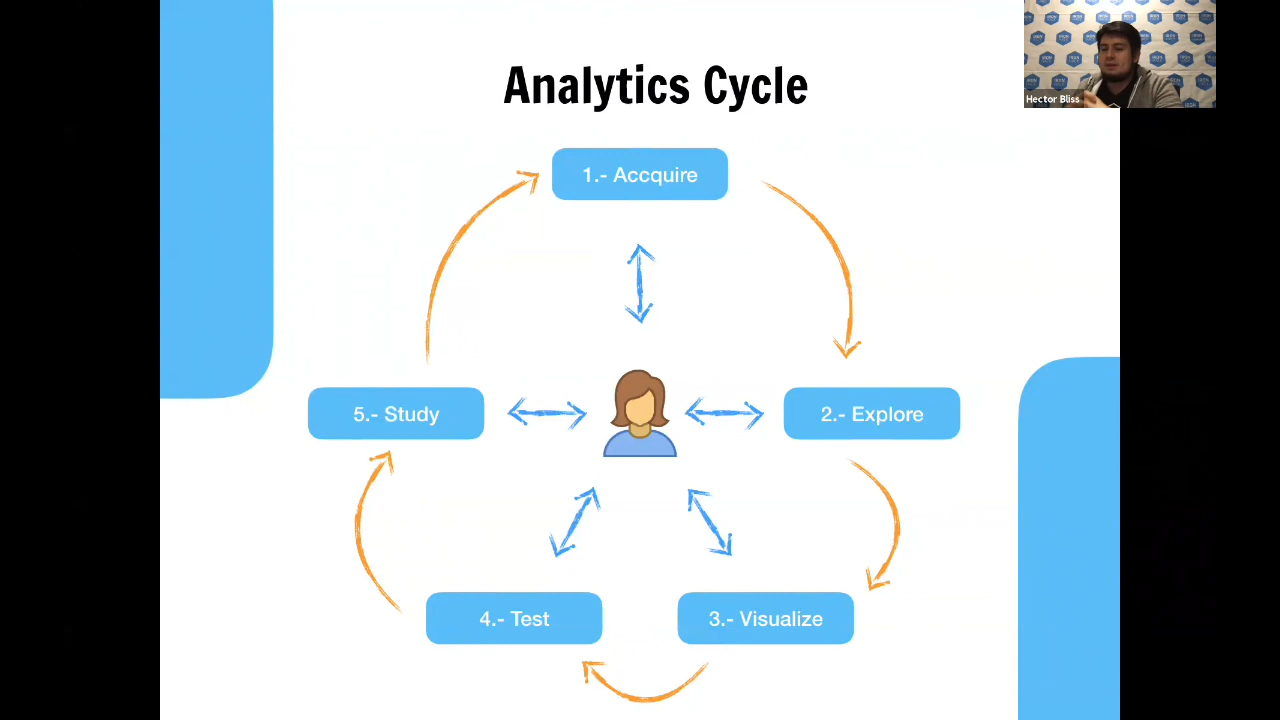 Analytics Cycle
Hector Bliss
1.- Accquire
5.- Study
2.- Explore
4.- Test
3.- Visualize